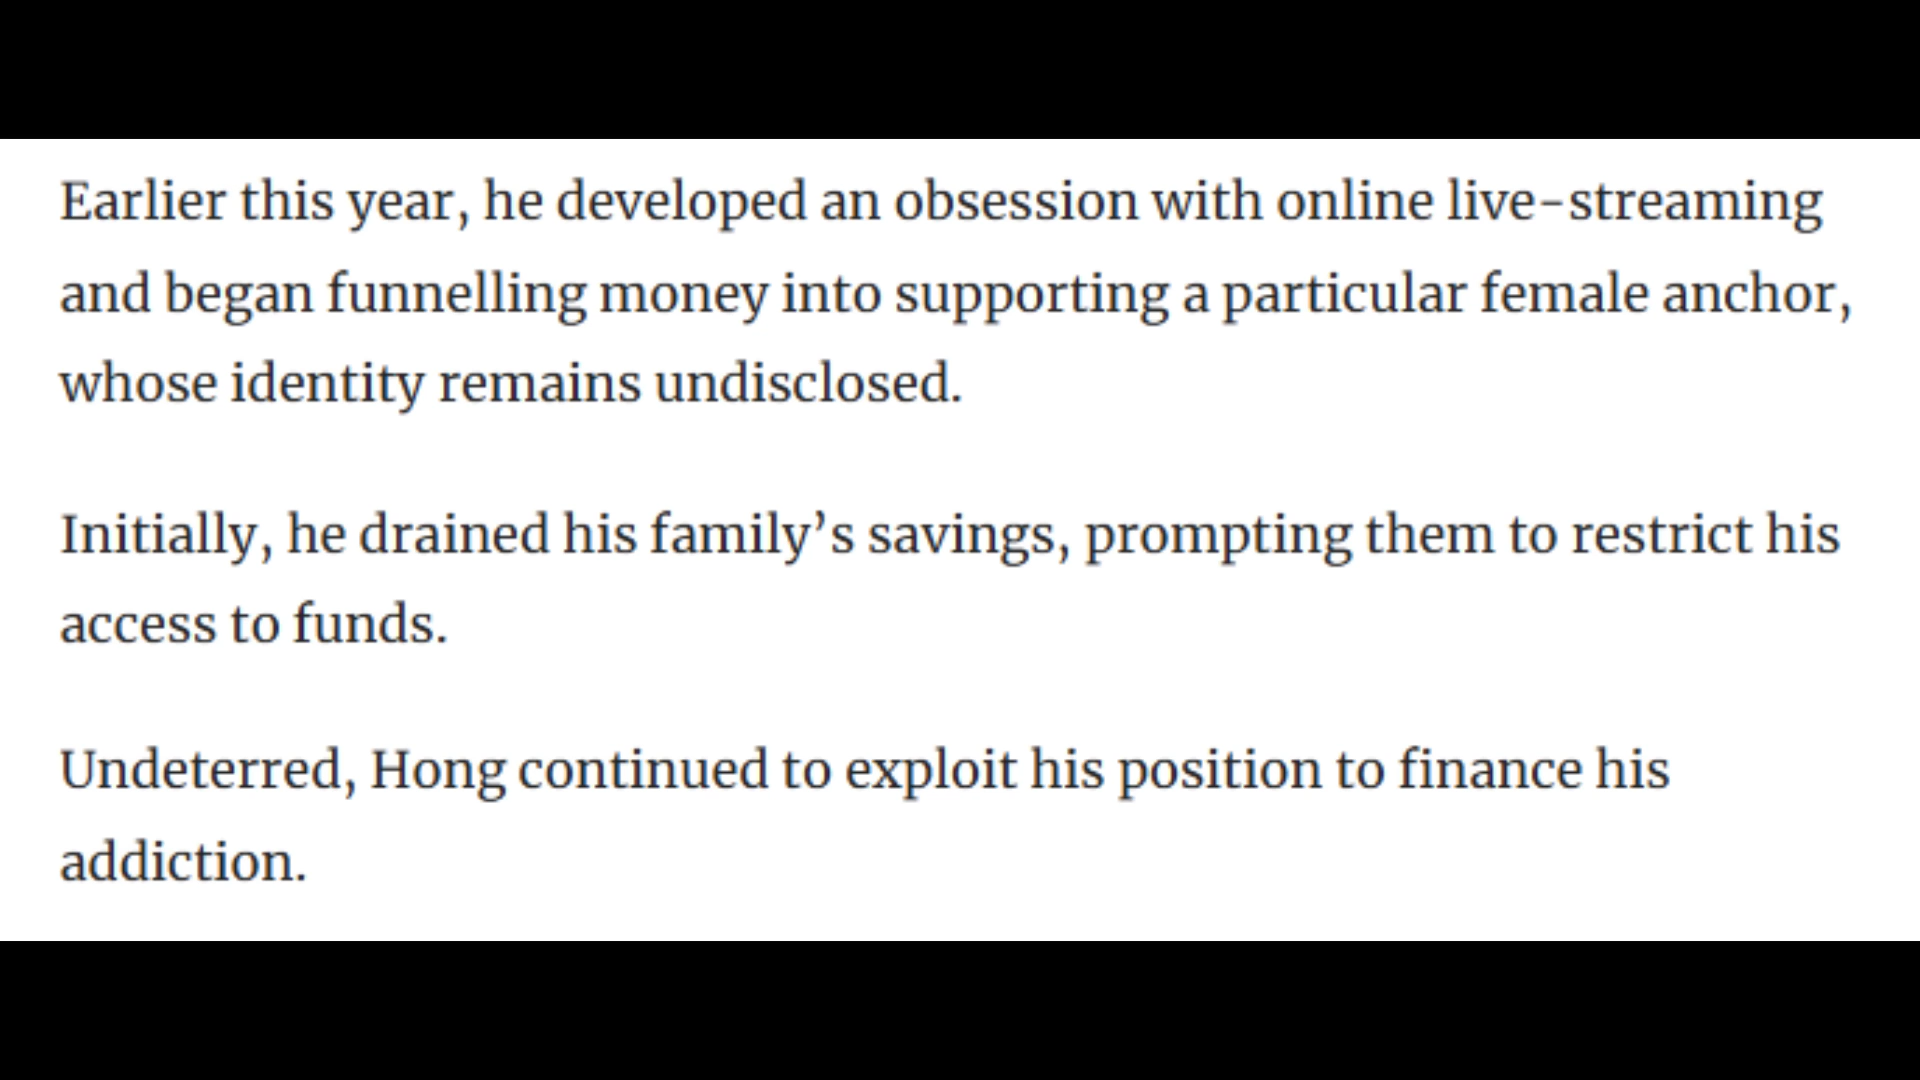 Earlier this year, he developed an obsession with online live-streaming
and began funnelling money into supporting a particular female anchor,
whose identity remains undisclosed.
Initially, he drained his family’s savings, prompting them to restrict his
access to funds.
Undeterred, Hong continued to exploit his position to finance his
addiction.